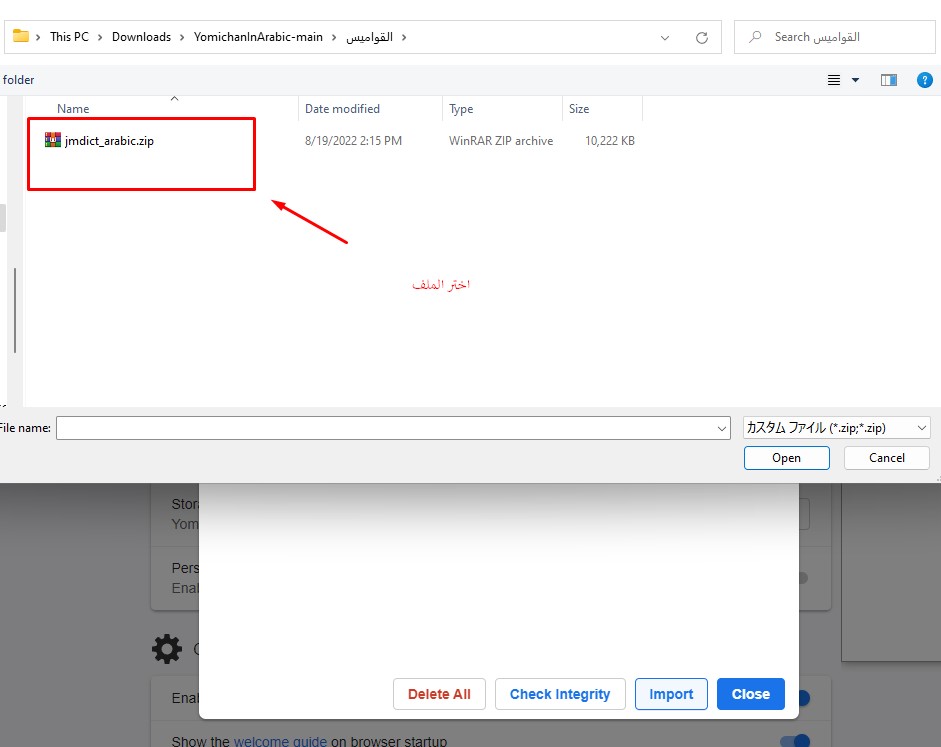 This PC > Downloads > YomichanInArabic-main > القواميس >
Search القواميس
folder
Name Date modified Type Size
jmdict_arabic.zip 8/19/2022 2:15 PM WinRAR ZIP archive 10,222 KB
اختر الملف
File name: カスタム ファイル (*.zip;*.zip)
Open Cancel
Stora
Yom
Pers
Enal
Enal
Delete All Check Integrity Import Close
Show the welcome guide on browser startup